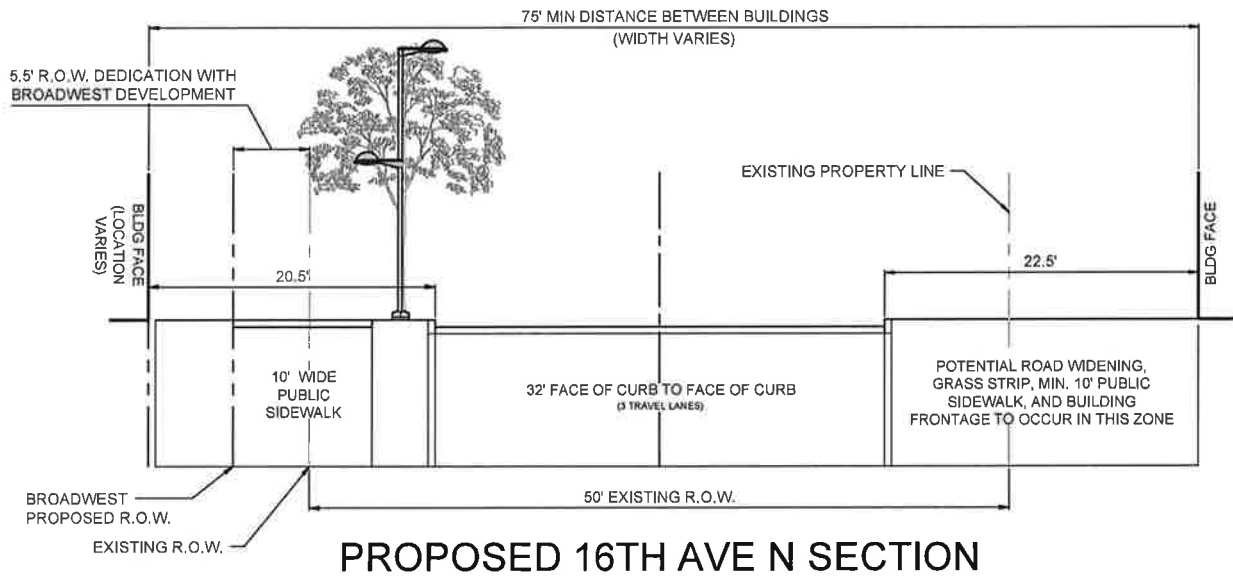 75' MIN DISTANCE BETWEEN BUILDINGS
(WIDTH VARIES)
5.5' R.O.W. DEDICATION WITH
BROADWEST DEVELOPMENT
EXISTING PROPERTY LINE
BLDG FACE
(LOCATION
VARIES)
BLDG FACE
20.5'
22.5'
10' WIDE
PUBLIC
SIDEWALK
32' FACE OF CURB TO FACE OF CURB
(3 TRAVEL LANES)
POTENTIAL ROAD WIDENING,
GRASS STRIP, MIN. 10' PUBLIC
SIDEWALK, AND BUILDING
FRONTAGE TO OCCUR IN THIS ZONE
BROADWEST
PROPOSED R.O.W.
50' EXISTING R.O.W.
EXISTING R.O.W.
PROPOSED 16TH AVE N SECTION